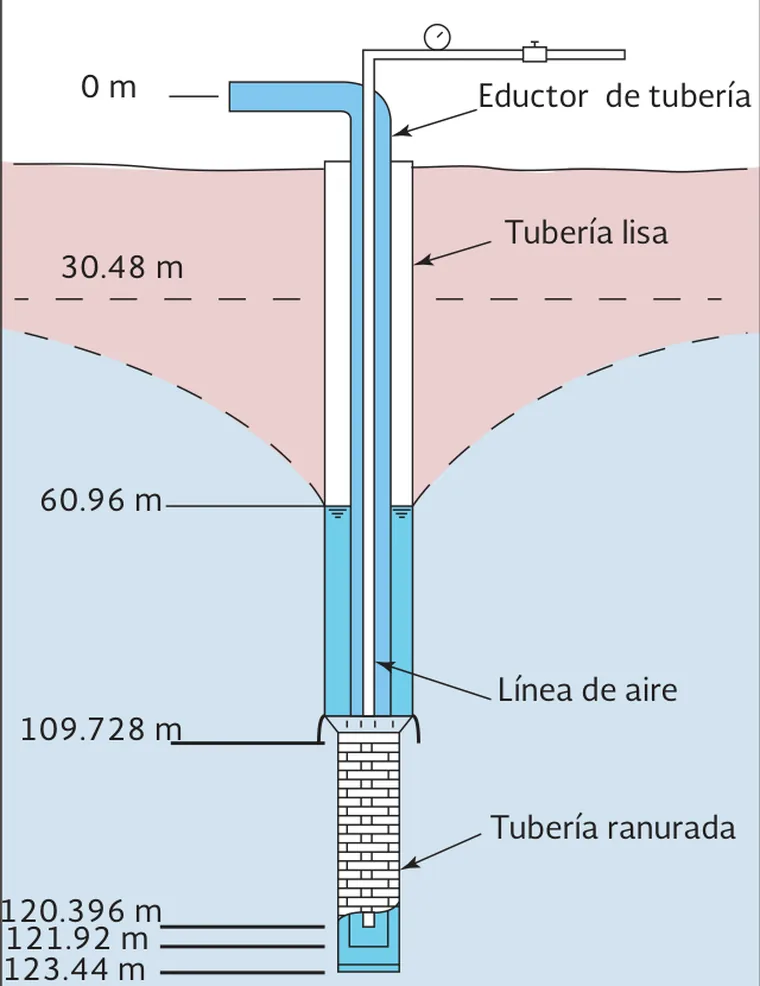 0 m
Eductor de tubería
Tubería lisa
30.48 m
60.96 m
Línea de aire
109.728 m
Tubería ranurada
120.396 m
121.92 m
123.44 m